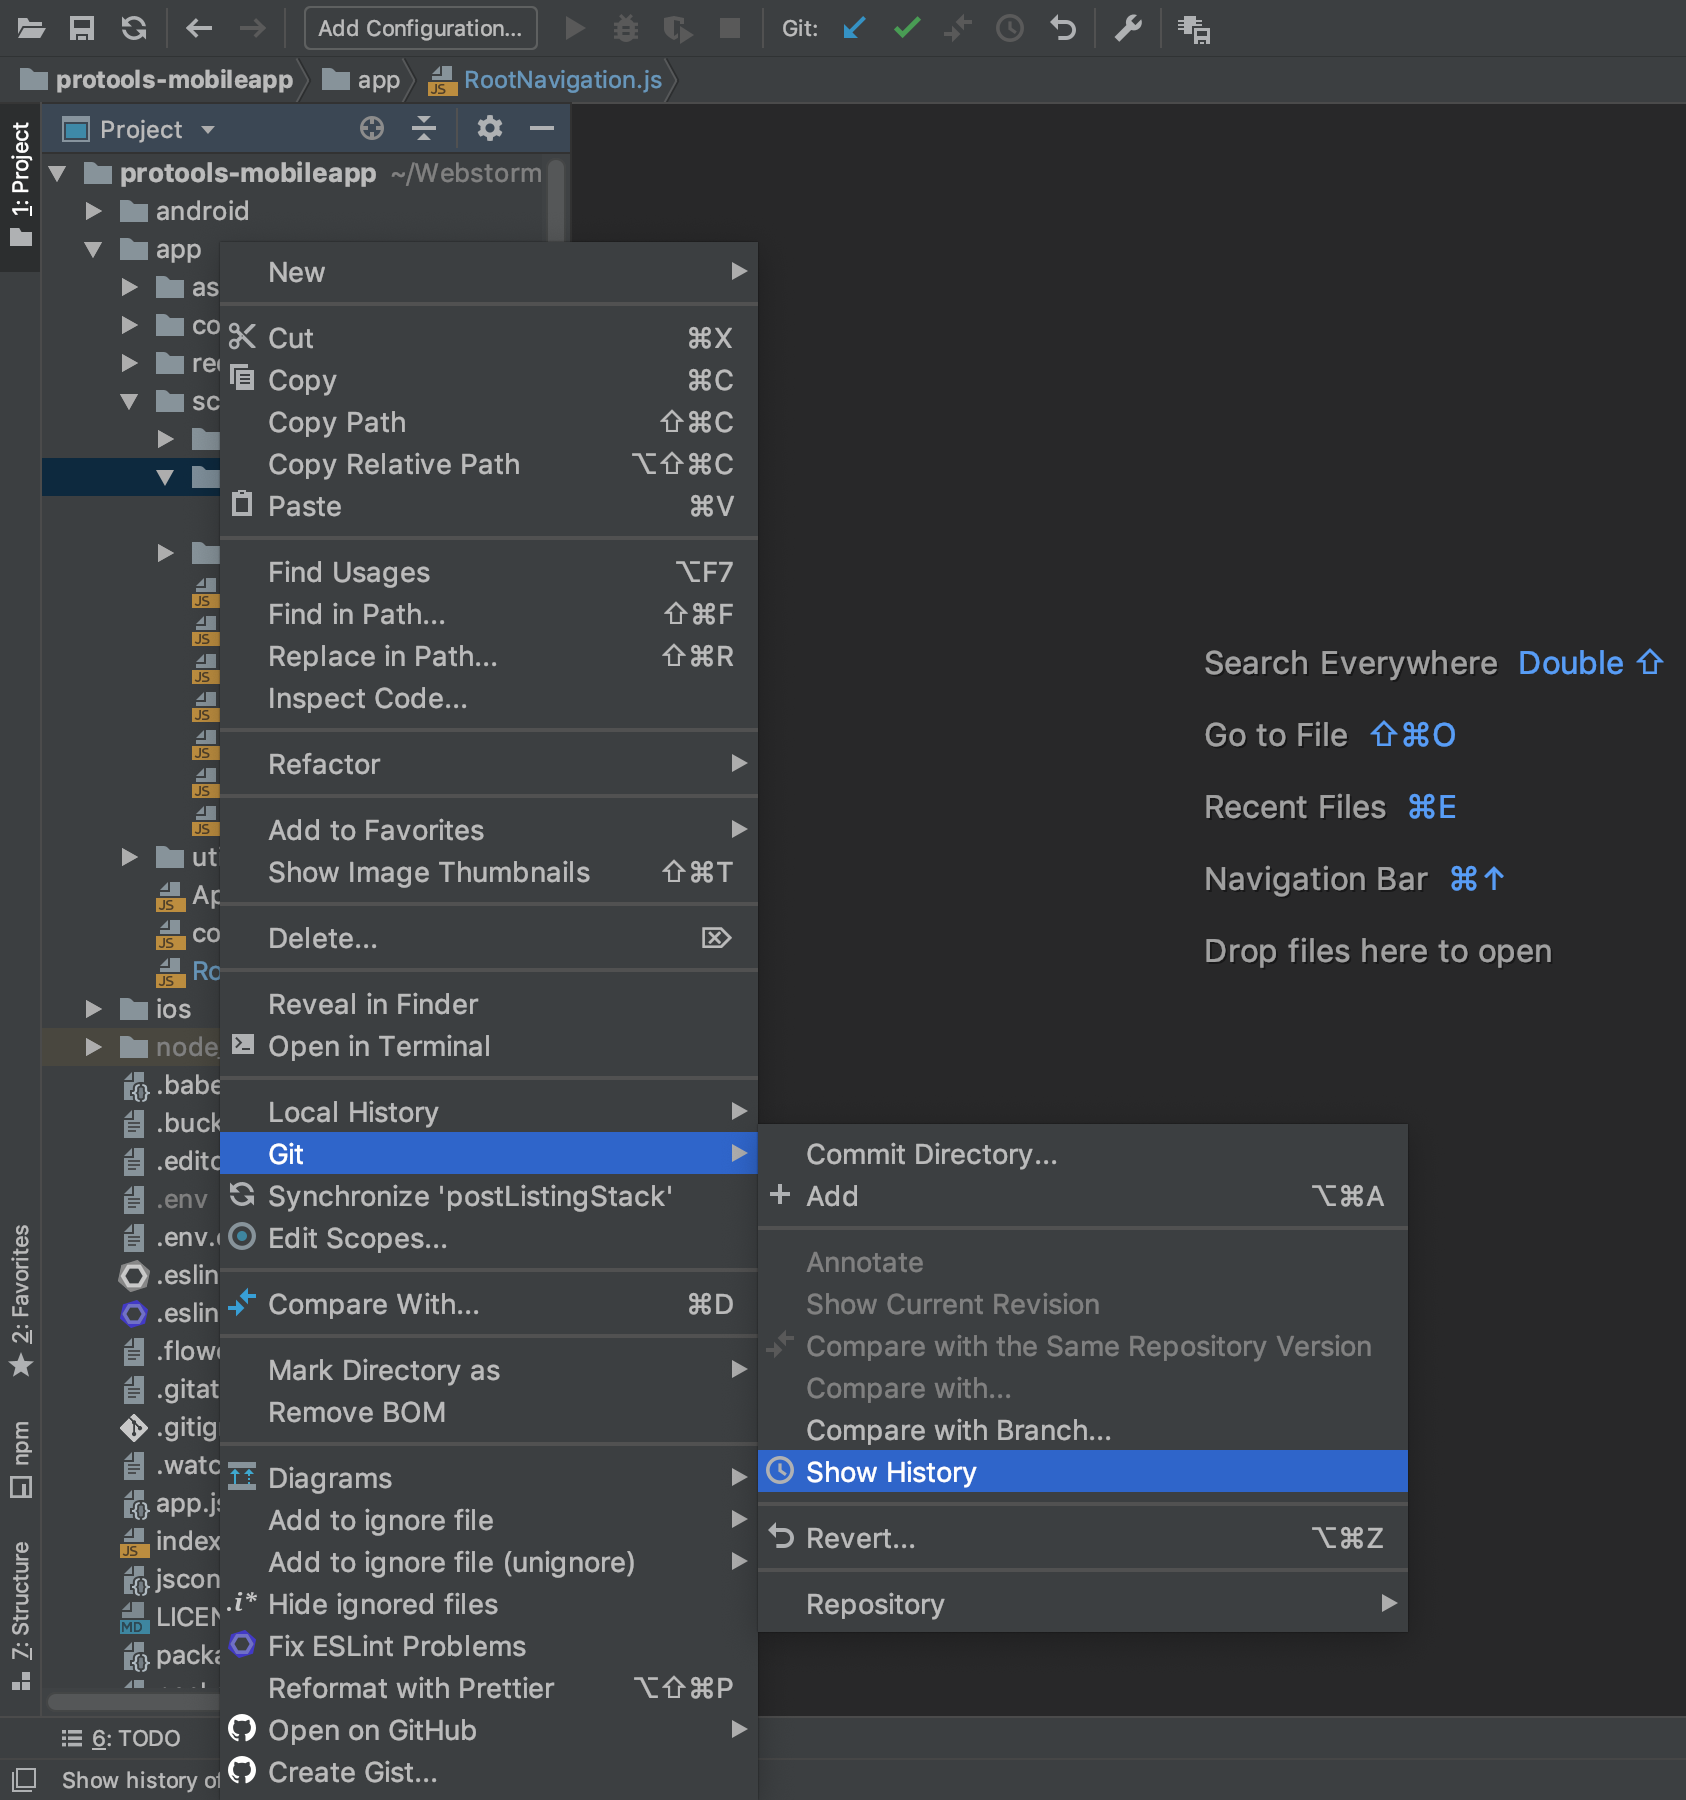 Add Configuration...
Git:
protools-mobileapp
app
RootNavigation.js
1: Project
Project
protools-mobileapp ~/Webstorm
android
app
as
co
sc
ut
Ap
co
Ro
ios
node_
.babe
.buck
.edito
.env
.env.
.eslin
.eslin
.flow
.gitat
.gitig
.watc
app.js
index
jscon
LICEN
packa
New
Cut ⌘X
Copy ⌘C
Copy Path ⇧⌘C
Copy Relative Path ⌥⇧⌘C
Paste ⌘V
Find Usages ⌥F7
Find in Path... ⇧⌘F
Replace in Path... ⇧⌘R
Inspect Code...
Refactor
Add to Favorites
Show Image Thumbnails ⇧⌘T
Delete... ⌦
Reveal in Finder
Open in Terminal
Local History
Git
Synchronize 'postListingStack'
Edit Scopes...
Compare With... ⌘D
Mark Directory as
Remove BOM
Diagrams
Add to ignore file
Add to ignore file (unignore)
.i* Hide ignored files
Fix ESLint Problems
Reformat with Prettier ⌥⇧⌘P
Open on GitHub
Create Gist...
Commit Directory...
Add ⌥⌘A
Annotate
Show Current Revision
Compare with the Same Repository Version
Compare with...
Compare with Branch...
Show History
Revert... ⌥⌘Z
Repository
Search Everywhere Double ⇧
Go to File ⇧⌘O
Recent Files ⌘E
Navigation Bar ⌘↑
Drop files here to open
2: Favorites
npm
7: Structure
6: TODO
Show history of